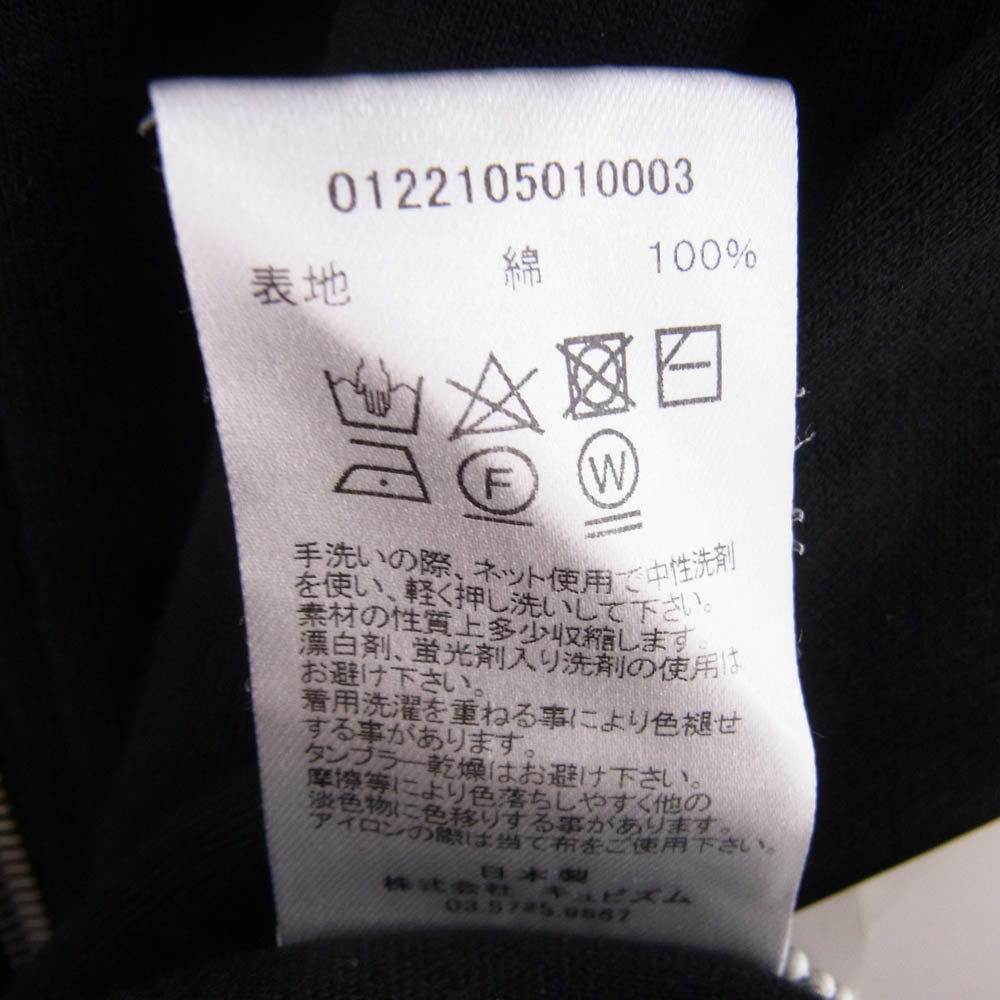 0122105010003
表地 綿 100%
F W
手洗いの際、ネット使用で中性洗剤
を使い、軽く押し洗いして下さい。
素材の性質上多少収縮します。
漂白剤、蛍光剤入り洗剤の使用は
お避け下さい。
着用洗濯を重ねる事により色褪せ
する事があります。
タンブラー乾燥はお避け下さい。
摩擦等により色落ちしやすく他の
淡色物に色移りする事があります。
アイロンの際は当て布をご使用下さい。
日本製
株式会社 キュビズム
03.5725.9667